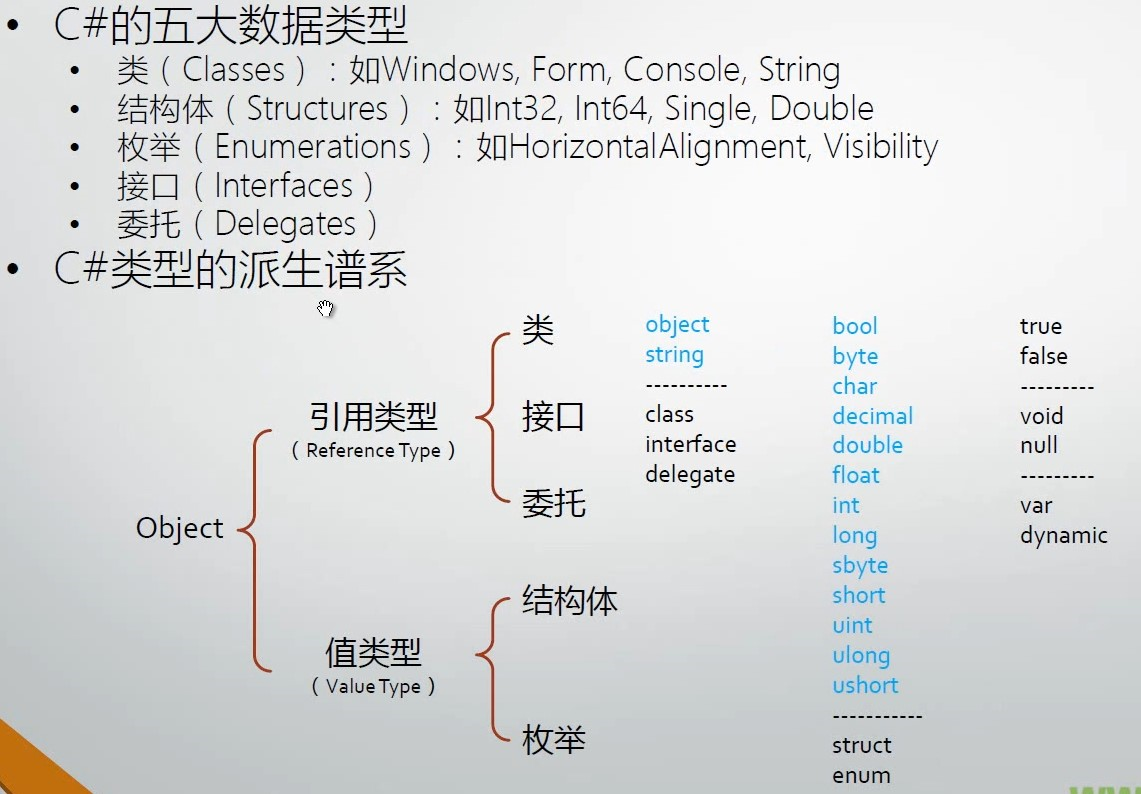 C#的五大数据类型
类（Classes）：如Windows, Form, Console, String
结构体（Structures）：如Int32, Int64, Single, Double
枚举（Enumerations）：如HorizontalAlignment, Visibility
接口（Interfaces）
委托（Delegates）
C#类型的派生谱系
Object
引用类型
（Reference Type）
值类型
（Value Type）
类
接口
委托
结构体
枚举
object
string
----------
class
interface
delegate
bool
byte
char
decimal
double
float
int
long
sbyte
short
uint
ulong
ushort
-----------
struct
enum
true
false
---------
void
null
---------
var
dynamic